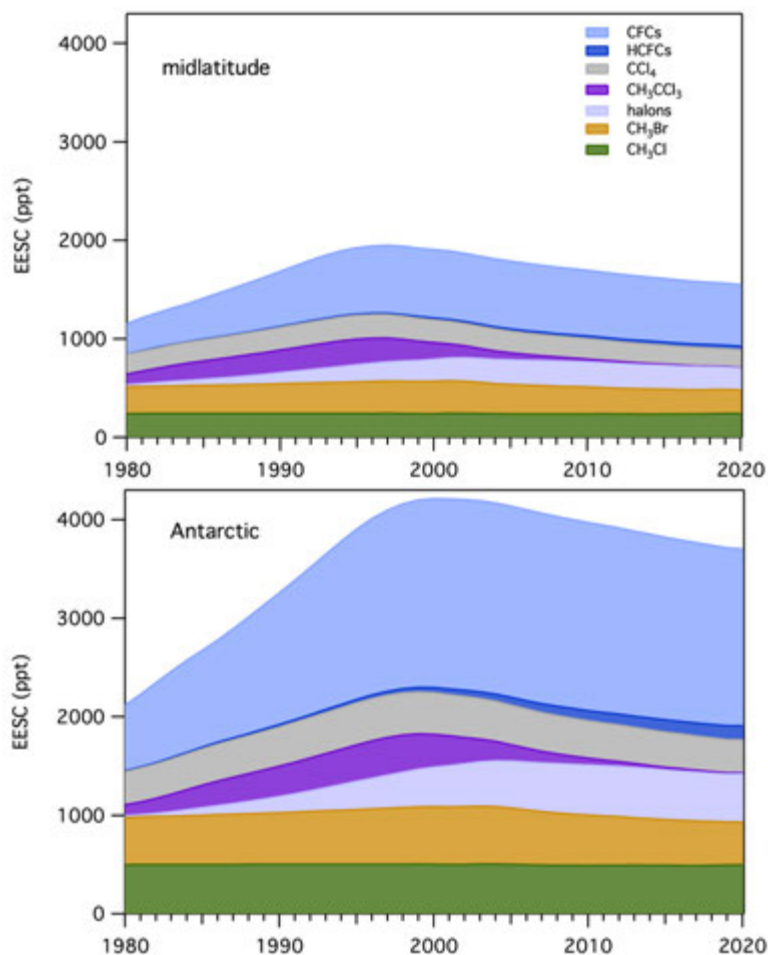 4000
midlatitude
CFCs
HCFCs
CCl4
CH3CCl3
halons
CH3Br
CH3Cl
3000
2000
1000
0
EESC (ppt)
1980 1990 2000 2010 2020
4000
Antarctic
3000
2000
1000
0
EESC (ppt)
1980 1990 2000 2010 2020